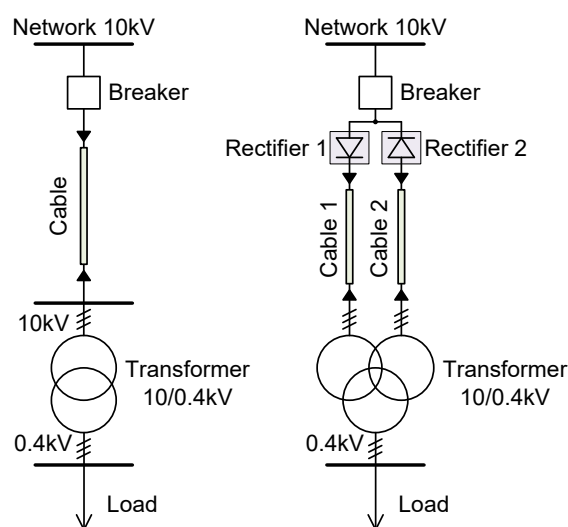 Network 10kV
Breaker
Cable
10kV
Transformer
10/0.4kV
0.4kV
Load
Network 10kV
Breaker
Rectifier 1
Rectifier 2
Cable 1
Cable 2
Transformer
10/0.4kV
0.4kV
Load